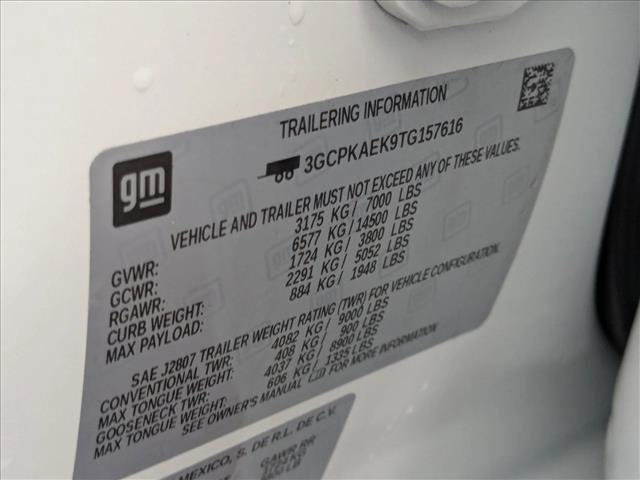 TRAILERING INFORMATION
3GCPKAEK9TG157616
gm
VEHICLE AND TRAILER MUST NOT EXCEED ANY OF THESE VALUES.
GVWR: 3175 KG/ 7000 LBS
GCWR: 6577 KG/14500 LBS
RGAWR: 1724 KG/ 3800 LBS
CURB WEIGHT: 2291 KG/ 5052 LBS
MAX PAYLOAD: 884 KG/ 1948 LBS
SAE J2807 TRAILER WEIGHT RATING (TWR) FOR VEHICLE CONFIGURATION.
CONVENTIONAL TWR: 4082 KG/ 9000 LBS
MAX TONGUE WEIGHT: 408 KG/ 900 LBS
GOOSENECK TWR: 4037 KG/ 8900 LBS
MAX TONGUE WEIGHT: 606 KG/ 1335 LBS
SEE OWNER'S MANUAL FOR MORE INFORMATION
MEXICO, S. DE R.L. DE C.V.
GAWR RR